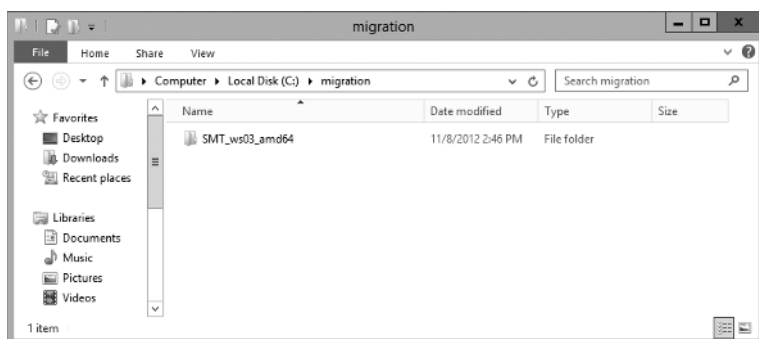 migration
File Home Share View
Computer Local Disk (C:) migration Search migration
Favorites
Desktop
Downloads
Recent places
Libraries
Documents
Music
Pictures
Videos
Name Date modified Type Size
SMT_ws03_amd64 11/8/2012 2:46 PM File folder
1 item